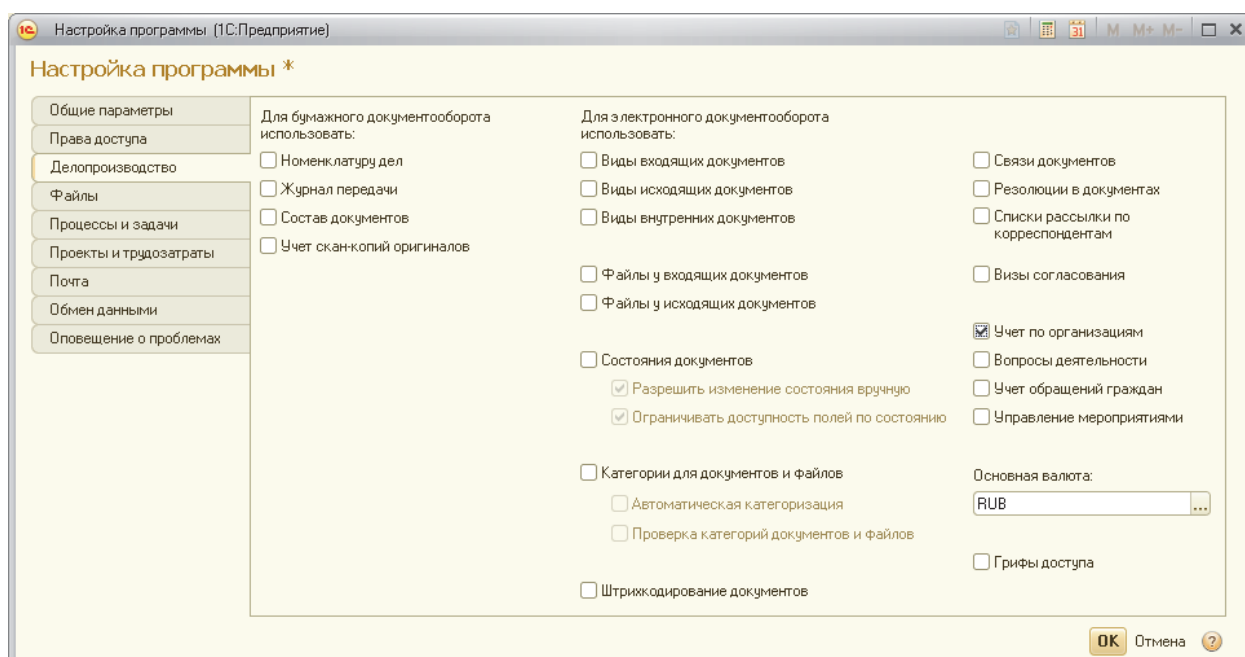 1С Настройка программы (1С:Предприятие) 31 M M+ M-
Настройка программы *
Общие параметры
Права доступа
Делопроизводство
Файлы
Процессы и задачи
Проекты и трудозатраты
Почта
Обмен данными
Оповещение о проблемах
Для бумажного документооборота
использовать:
Номенклатуру дел
Журнал передачи
Состав документов
Учет скан-копий оригиналов
Для электронного документооборота
использовать:
Виды входящих документов
Виды исходящих документов
Виды внутренних документов
Файлы у входящих документов
Файлы у исходящих документов
Состояния документов
Разрешить изменение состояния вручную
Ограничивать доступность полей по состоянию
Категории для документов и файлов
Автоматическая категоризация
Проверка категорий документов и файлов
Штрихкодирование документов
Связи документов
Резолюции в документах
Списки рассылки по
корреспондентам
Визы согласования
Учет по организациям
Вопросы деятельности
Учет обращений граждан
Управление мероприятиями
Основная валюта:
RUB ...
Грифы доступа
OK Отмена ?